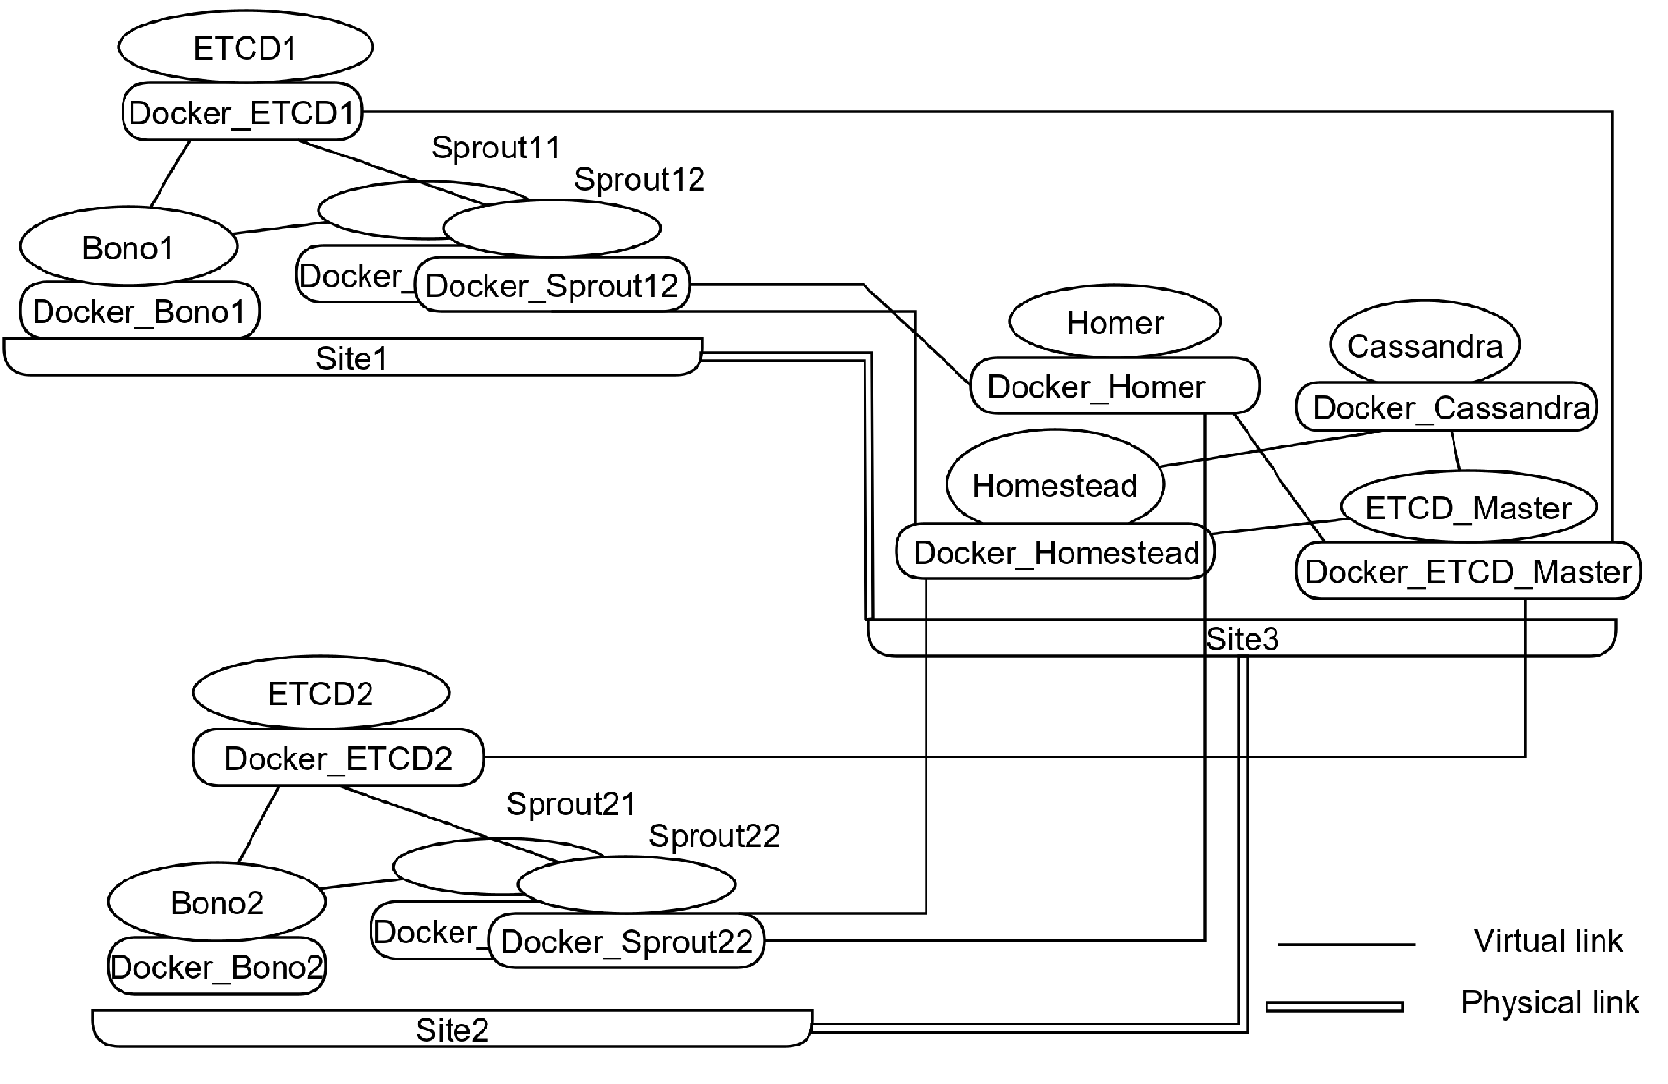 ETCD1
Docker_ETCD1
Sprout11
Sprout12
Bono1
Docker_
Docker_Sprout12
Docker_Bono1
Site1
Homer
Docker_Homer
Cassandra
Docker_Cassandra
Homestead
Docker_Homestead
ETCD_Master
Docker_ETCD_Master
Site3
ETCD2
Docker_ETCD2
Sprout21
Sprout22
Bono2
Docker_
Docker_Sprout22
Docker_Bono2
Site2
Virtual link
Physical link